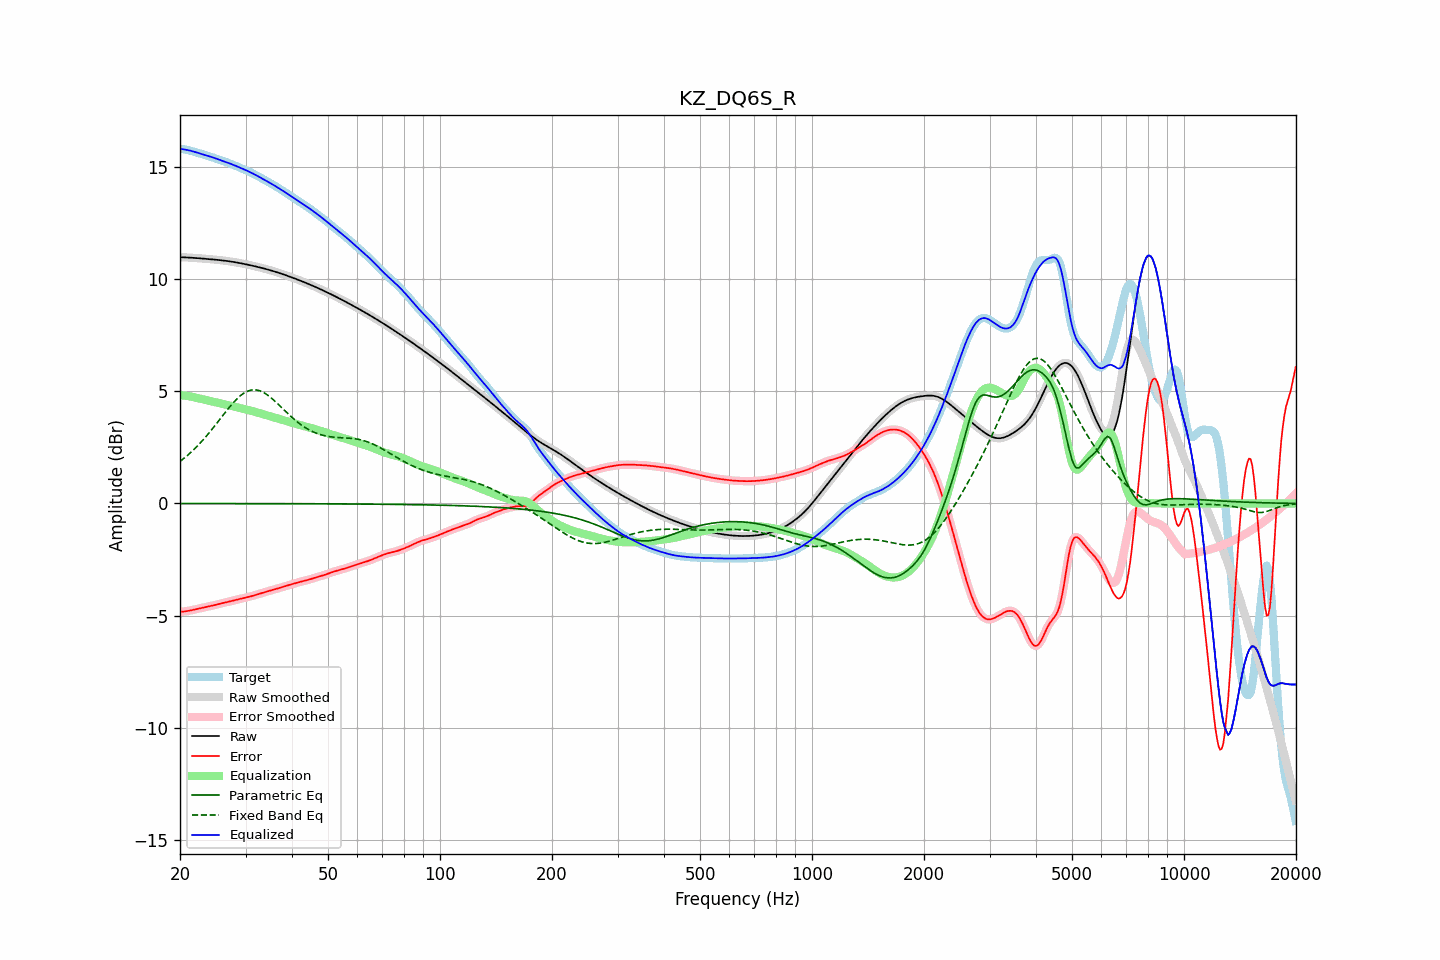 KZ_DQ6S_R
Amplitude (dBr)
15
10
5
0
−5
−10
−15
Target
Raw Smoothed
Error Smoothed
Raw
Error
Equalization
Parametric Eq
Fixed Band Eq
Equalized
20 50 100 200 500 1000 2000 5000 10000 20000
Frequency (Hz)